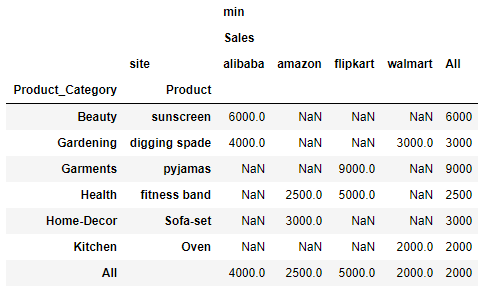 min
Sales
site alibaba amazon flipkart walmart All
Product_Category Product
Beauty sunscreen 6000.0 NaN NaN NaN 6000
Gardening digging spade 4000.0 NaN NaN 3000.0 3000
Garments pyjamas NaN NaN 9000.0 NaN 9000
Health fitness band NaN 2500.0 5000.0 NaN 2500
Home-Decor Sofa-set NaN 3000.0 NaN NaN 3000
Kitchen Oven NaN NaN NaN 2000.0 2000
All 4000.0 2500.0 5000.0 2000.0 2000